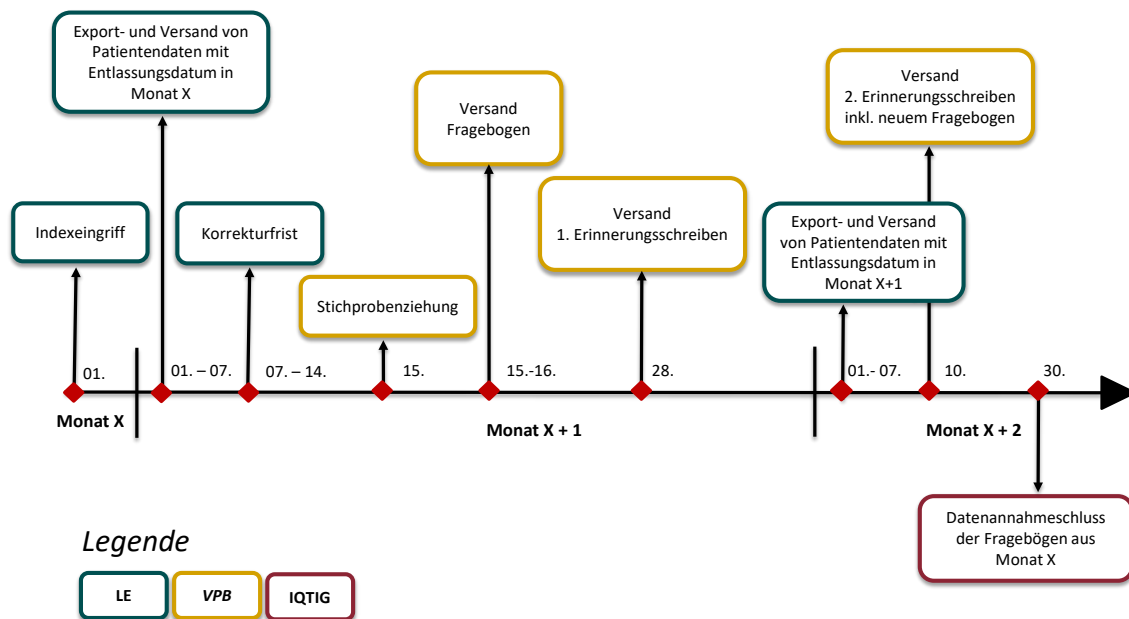 Export- und Versand von
Patientendaten mit
Entlassungsdatum in
Monat X
Versand
Fragebogen
Versand
2. Erinnerungsschreiben
inkl. neuem Fragebogen
Indexeingriff
Korrekturfrist
Stichprobenziehung
Versand
1. Erinnerungsschreiben
Export- und Versand
von Patientendaten mit
Entlassungsdatum in
Monat X+1
01.
01. – 07.
07. – 14.
15.
15.-16.
28.
01.- 07.
10.
30.
Monat X
Monat X + 1
Monat X + 2
Datenannahmeschluss
der Fragebögen aus
Monat X
Legende
LE
VPB
IQTIG